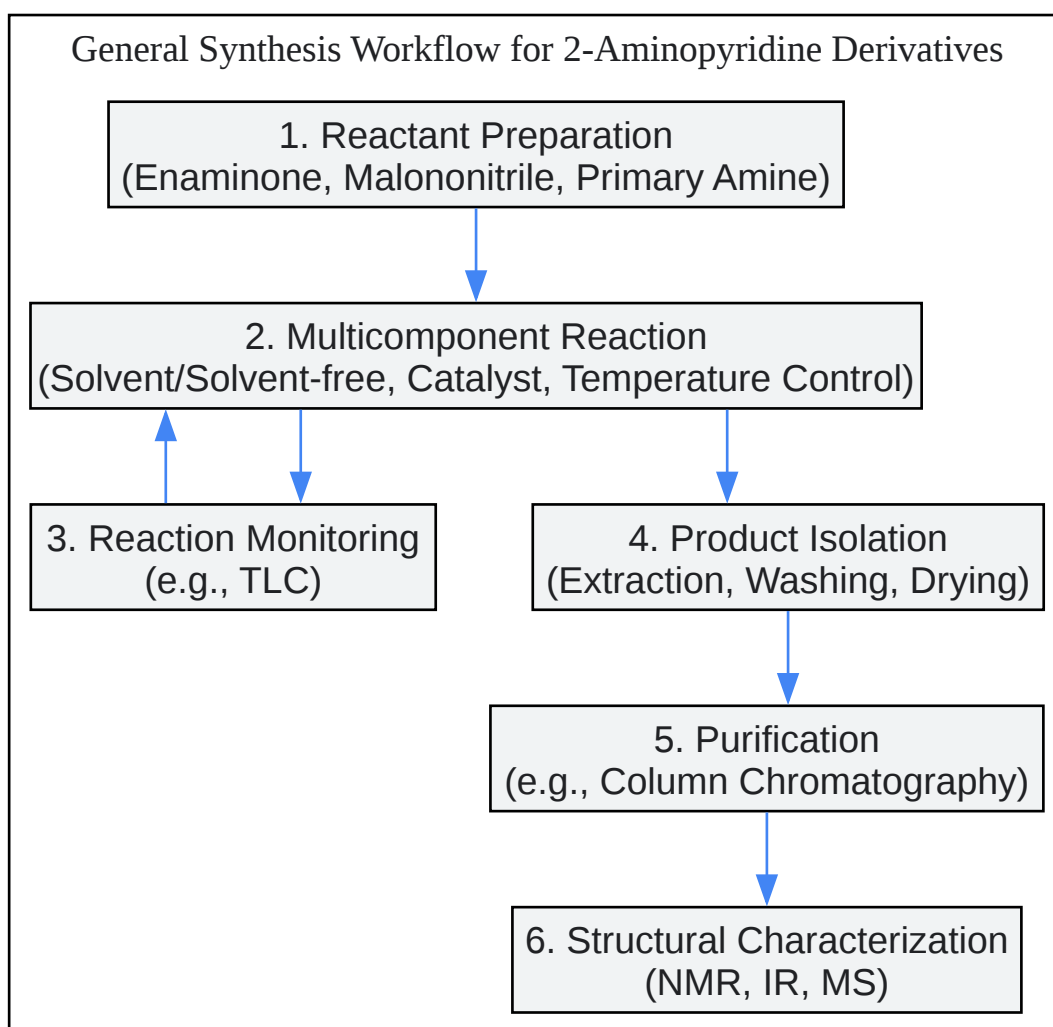 General Synthesis Workflow for 2-Aminopyridine Derivatives
1. Reactant Preparation
(Enaminone, Malononitrile, Primary Amine)
2. Multicomponent Reaction
(Solvent/Solvent-free, Catalyst, Temperature Control)
3. Reaction Monitoring
(e.g., TLC)
4. Product Isolation
(Extraction, Washing, Drying)
5. Purification
(e.g., Column Chromatography)
6. Structural Characterization
(NMR, IR, MS)